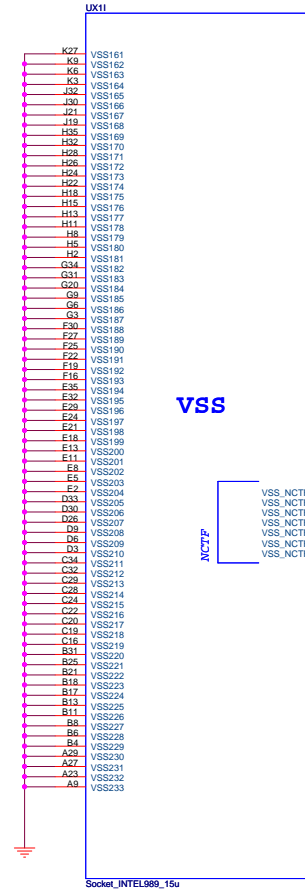 UX1I
K27 VSS161
K9 VSS162
K6 VSS163
K3 VSS164
J32 VSS165
J30 VSS166
J21 VSS167
J19 VSS168
H35 VSS169
H32 VSS170
H28 VSS171
H26 VSS172
H24 VSS173
H22 VSS174
H18 VSS175
H15 VSS176
H13 VSS177
H11 VSS178
H8 VSS179
H5 VSS180
H2 VSS181
G34 VSS182
G31 VSS183
G20 VSS184
G9 VSS185
G6 VSS186
G3 VSS187
F30 VSS188
F27 VSS189
F25 VSS190
F22 VSS191
F19 VSS192
F16 VSS193
E35 VSS194
E32 VSS195
E29 VSS196
E24 VSS197
E21 VSS198
E18 VSS199
E13 VSS200
E11 VSS201
E8 VSS202
E5 VSS203
E2 VSS204
D33 VSS205
D30 VSS206
D26 VSS207
D9 VSS208
D6 VSS209
D3 VSS210
C34 VSS211
C32 VSS212
C29 VSS213
C28 VSS214
C24 VSS215
C22 VSS216
C20 VSS217
C19 VSS218
C16 VSS219
B31 VSS220
B25 VSS221
B21 VSS222
B18 VSS223
B17 VSS224
B13 VSS225
B11 VSS226
B8 VSS227
B6 VSS228
B4 VSS229
A29 VSS230
A27 VSS231
A23 VSS232
A9 VSS233
VSS
NCTF
VSS_NCT
VSS_NCT
VSS_NCT
VSS_NCT
VSS_NCT
VSS_NCT
Socket_INTEL989_15u